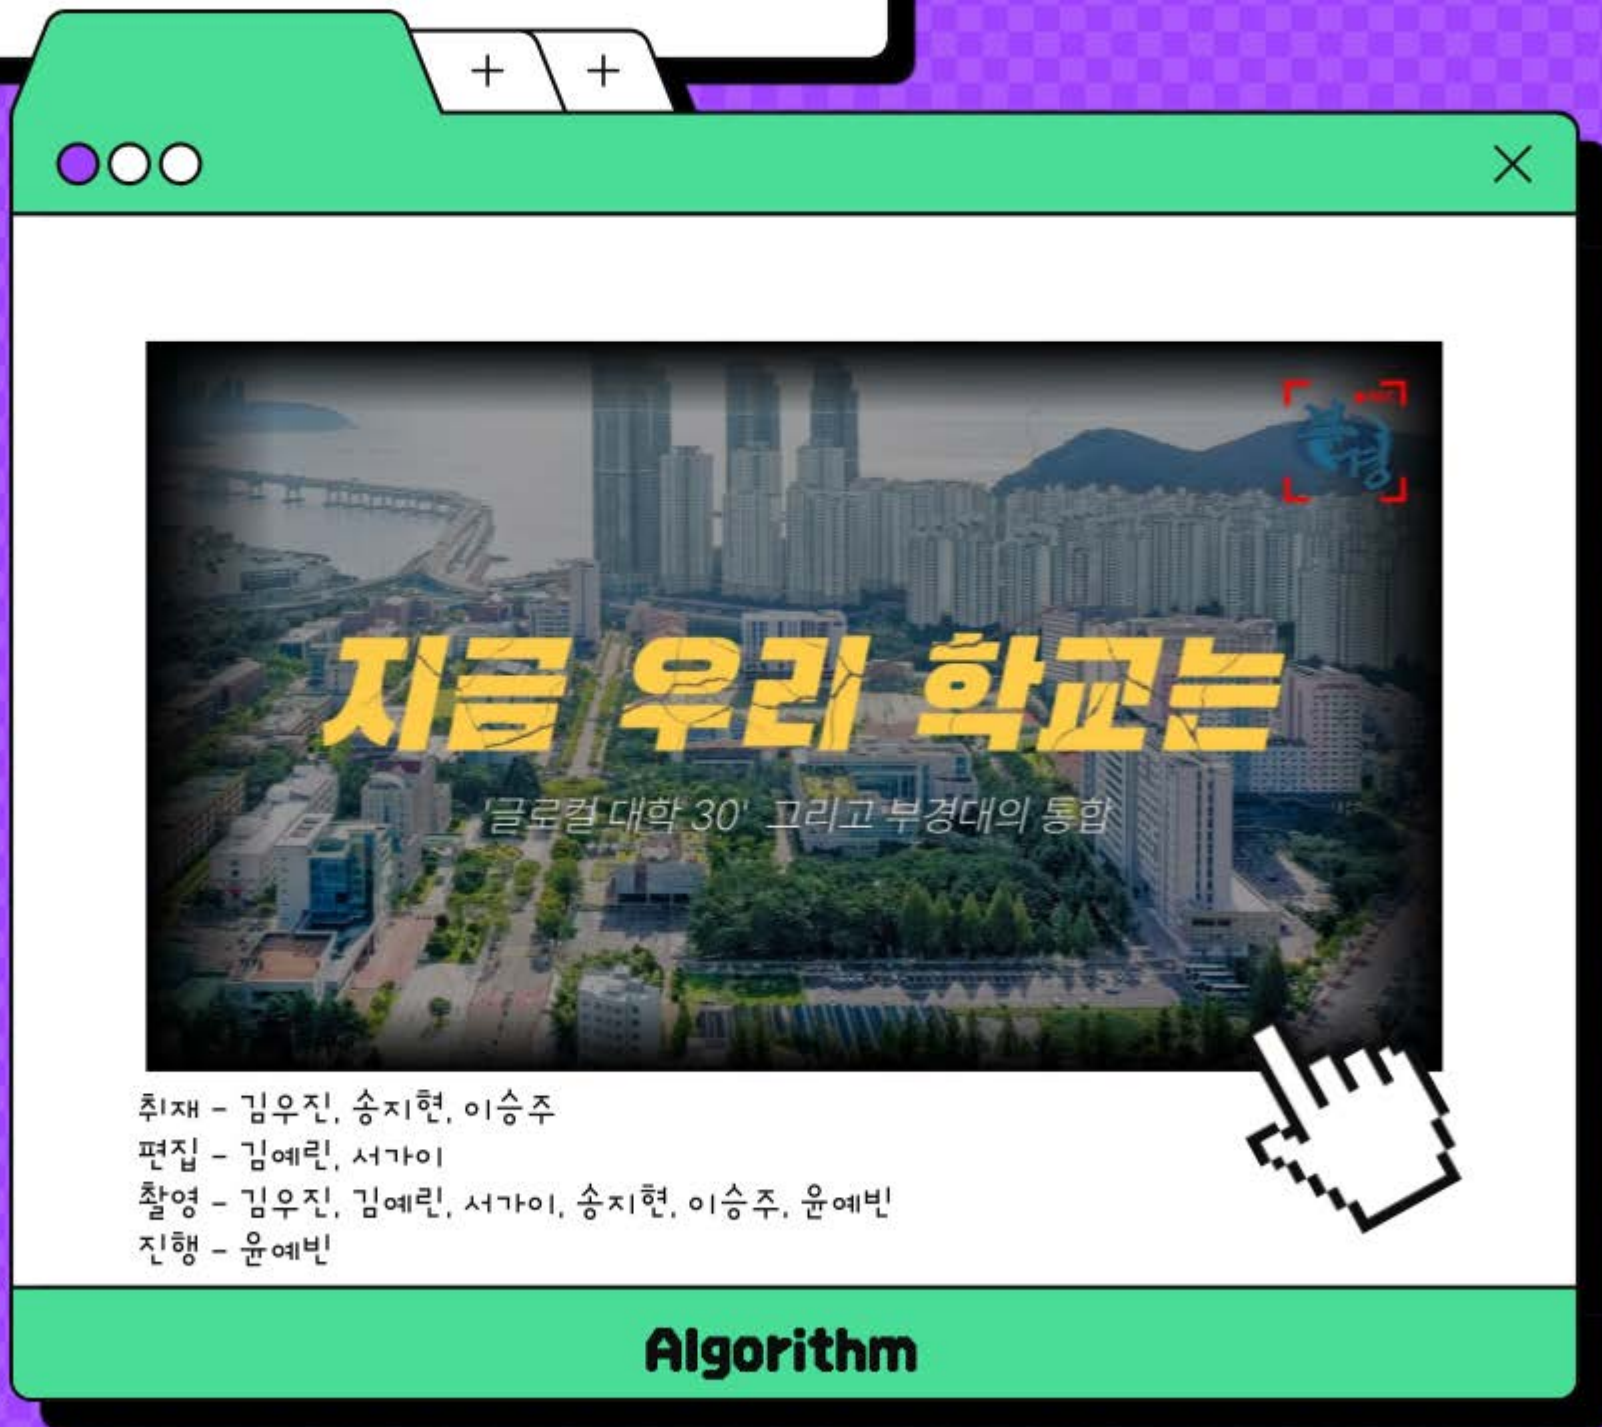 지금 우리 학교는
'글로컬 대학 30' 그리고 부경대의 통합
취재 - 김우진, 송지현, 이승주
편집 - 김예린, 서가이
촬영 - 김우진, 김예린, 서가이, 송지현, 이승주, 윤예빈
진행 - 윤예빈
Algorithm